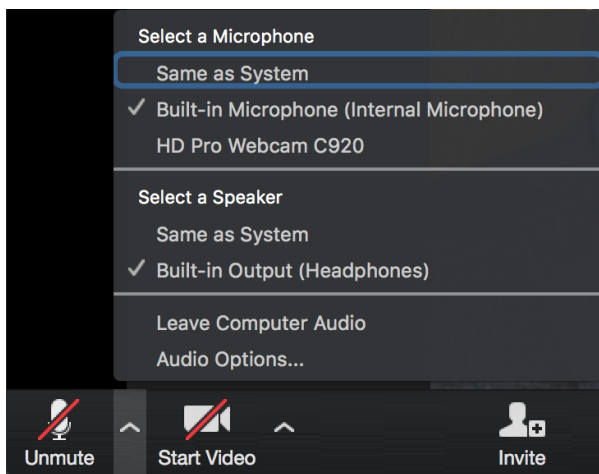 Select a Microphone
Same as System
Built-in Microphone (Internal Microphone)
HD Pro Webcam C920
Select a Speaker
Same as System
Built-in Output (Headphones)
Leave Computer Audio
Audio Options...
Unmute
Start Video
Invite